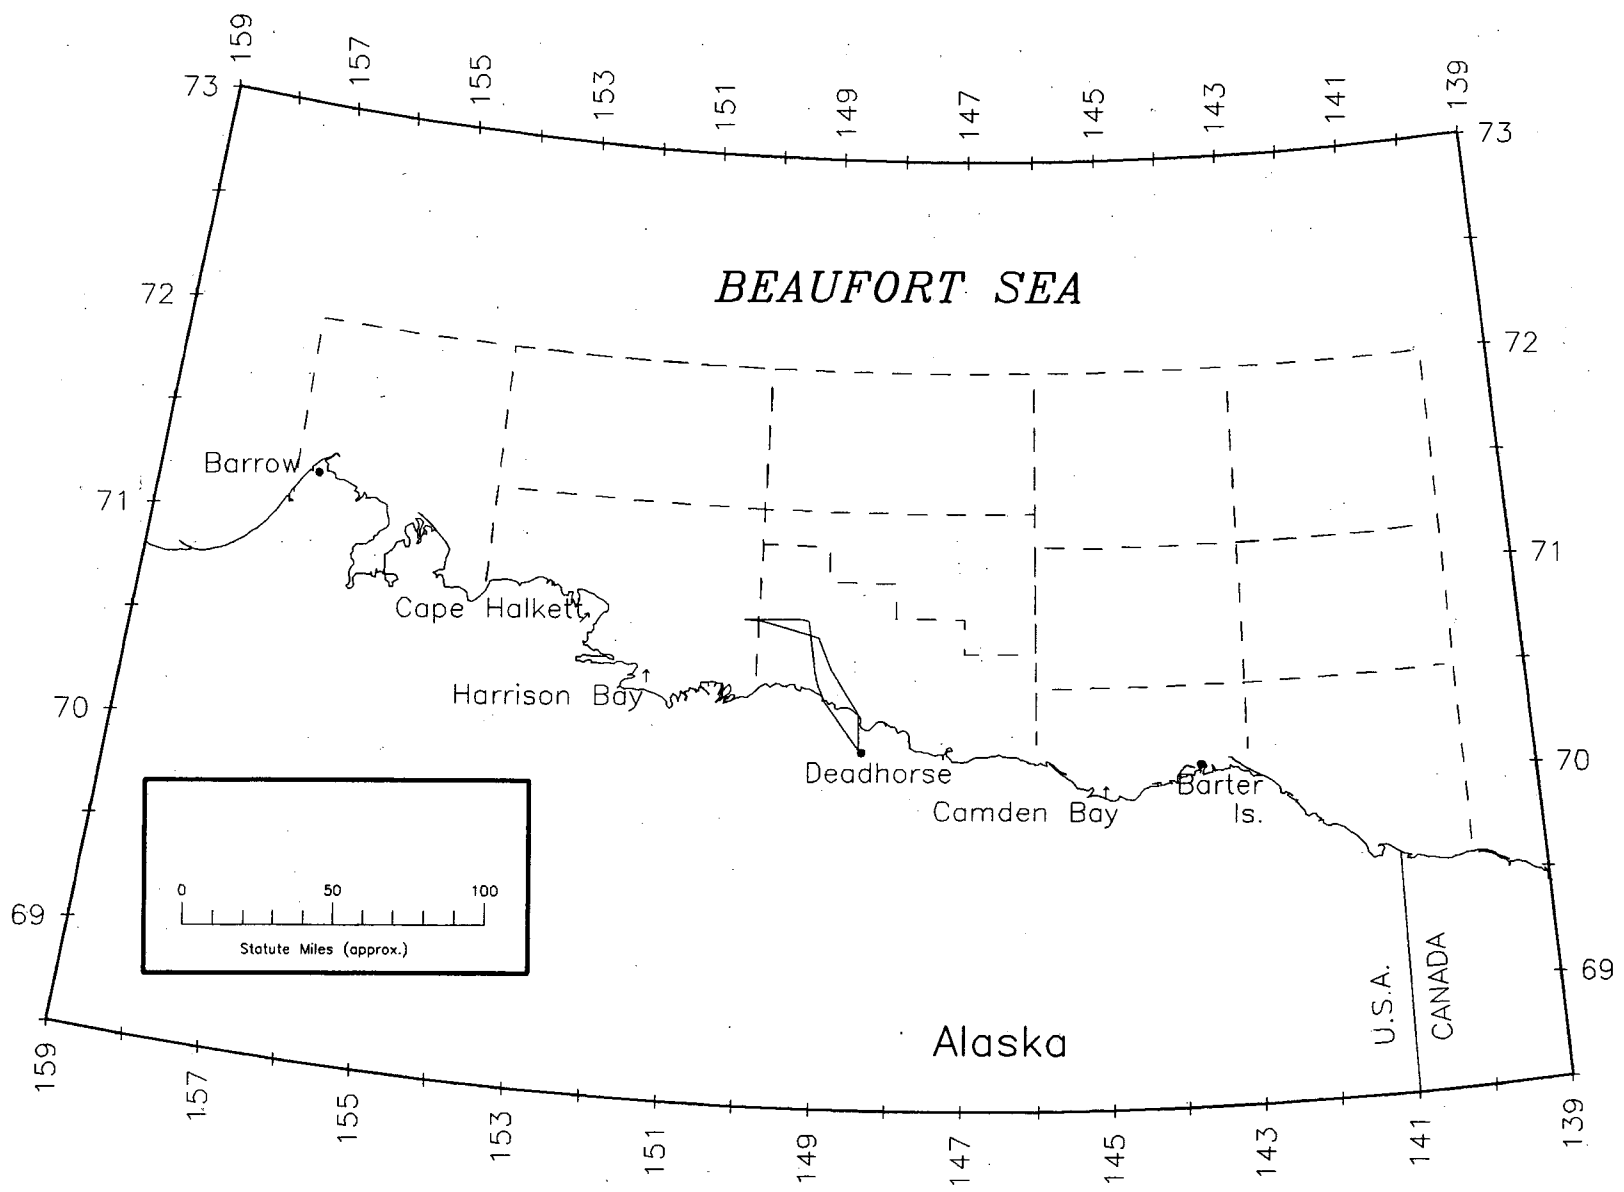 159
157
155
153
151
149
147
145
143
141
139
73
73
BEAUFORT SEA
72
72
Barrow
71
71
Cape Halkett
Harrison Bay
70
70
Deadhorse
Camden Bay
Barter
Is.
0 50 100
Statute Miles (approx.)
69
69
U.S.A.
CANADA
Alaska
159
157
155
153
151
149
147
145
143
141
139